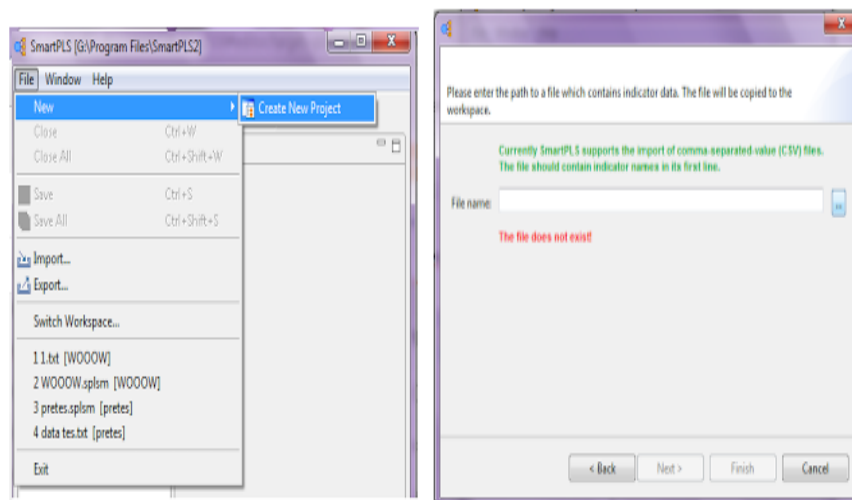 SmartPLS [G:\Program Files\SmartPLS2]
File Window Help
New
Create New Project
Close Ctrl+W
Close All Ctrl+Shift+W
Save Ctrl+S
Save All Ctrl+Shift+S
Import...
Export...
Switch Workspace...
1 1.txt [WOOOW]
2 WOOOW.splsm [WOOOW]
3 pretes.splsm [pretes]
4 data tes.txt [pretes]
Exit
Please enter the path to a file which contains indicator data. The file will be copied to the
workspace.
Currently SmartPLS supports the import of comma-separated-value (CSV) files.
The file should contain indicator names in its first line.
File name:
The file does not exist!
< Back Next > Finish Cancel